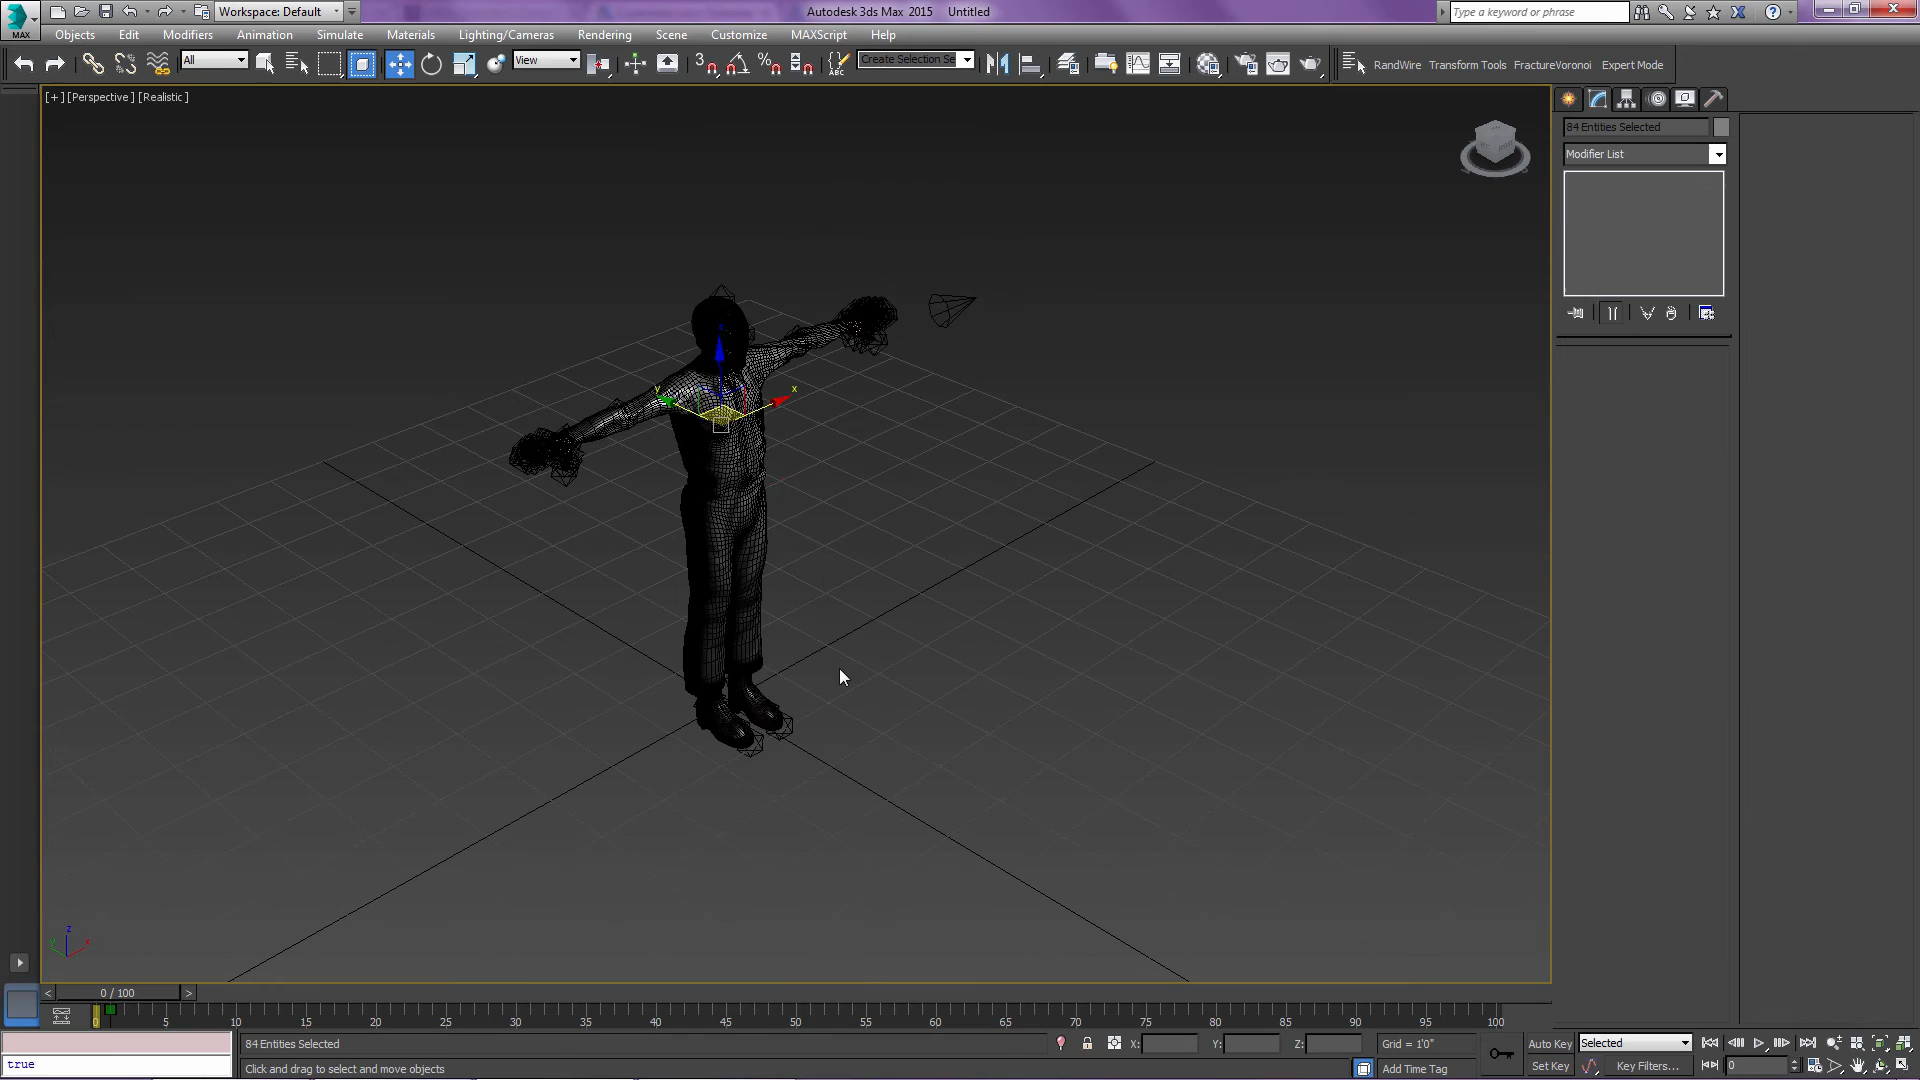 Workspace: Default
Autodesk 3ds Max 2015 Untitled
Type a keyword or phrase
MAX
Objects Edit Modifiers Animation Simulate Materials Lighting/Cameras Rendering Scene Customize MAXScript Help
All
View
3
%
ABC
Create Selection Se
RandWire Transform Tools FractureVoronoi Expert Mode
[+] [Perspective] [Realistic]
84 Entities Selected
Modifier List
y
x
z
y
x
< 0 / 100 >
0 5 10 15 20 25 30 35 40 45 50 55 60 65 70 75 80 85 90 95 100
84 Entities Selected
X: Y: Z: Grid = 1'0"
Auto Key Selected
true
Click and drag to select and move objects
Add Time Tag
Set Key Key Filters... 0